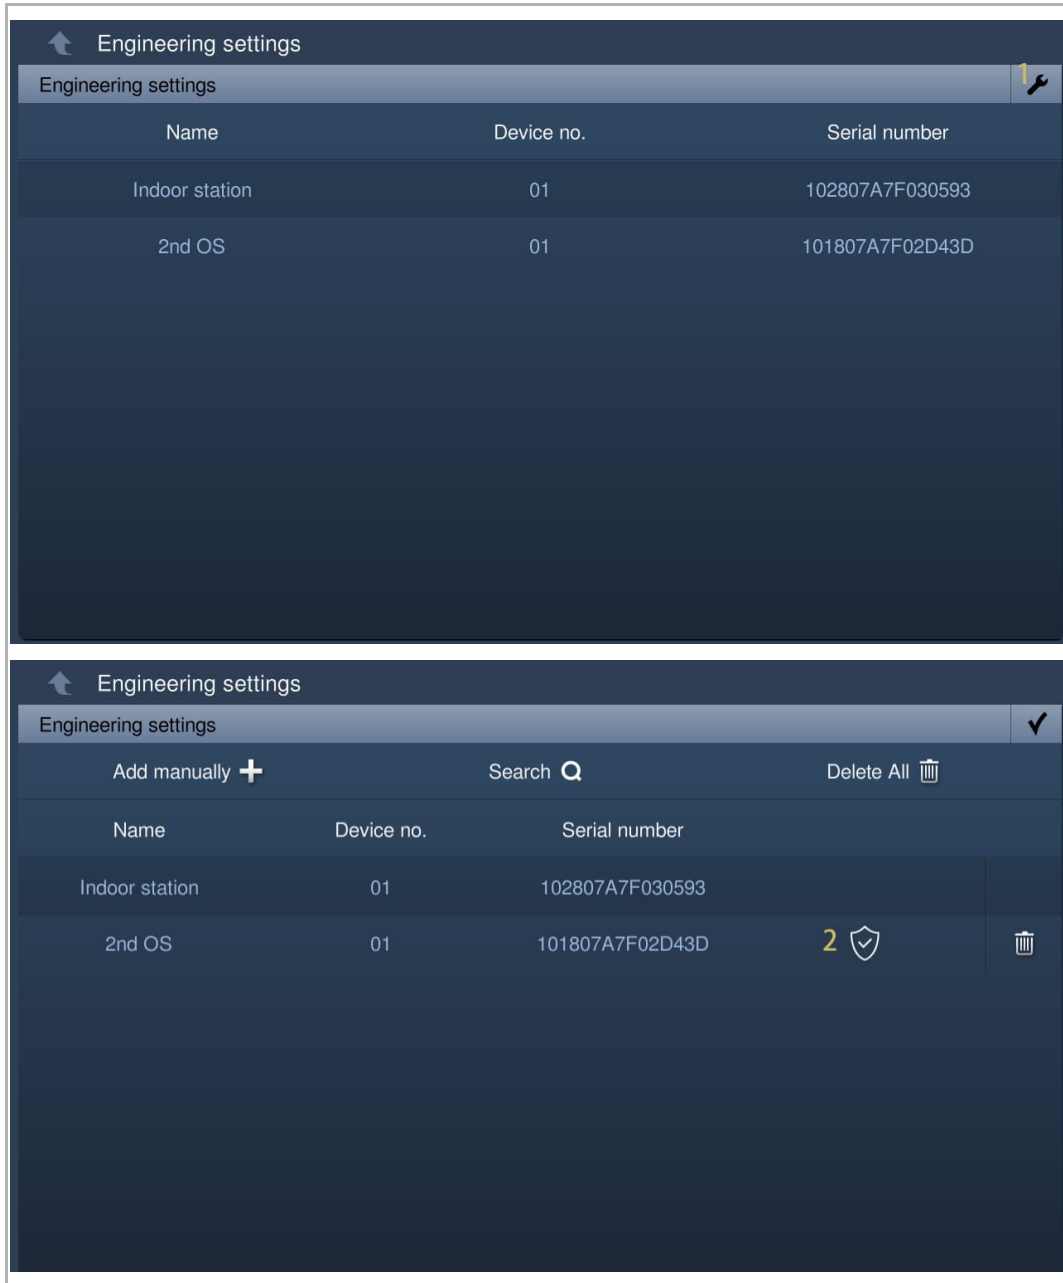 Engineering settings
Engineering settings 1
Name Device no. Serial number
Indoor station 01 102807A7F030593
2nd OS 01 101807A7F02D43D
Engineering settings
Engineering settings
Add manually Search Delete All
Name Device no. Serial number
Indoor station 01 102807A7F030593
2nd OS 01 101807A7F02D43D 2